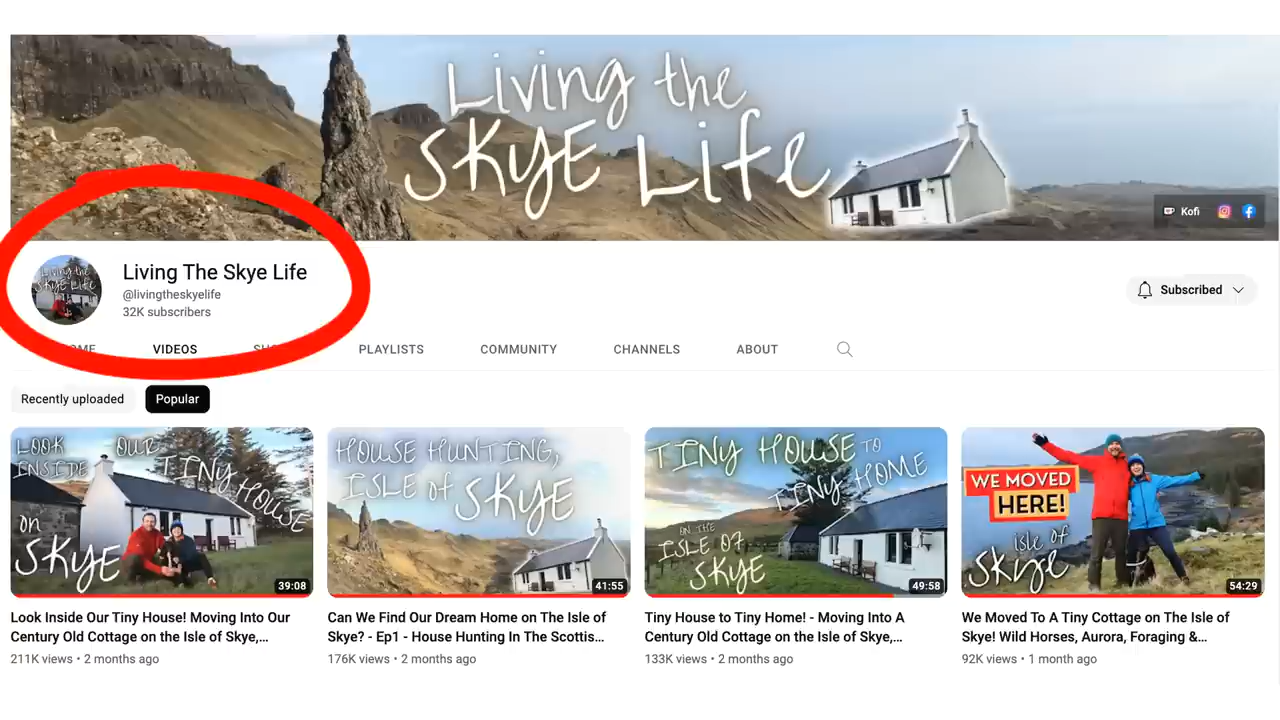 Living the
SKYE Life
Kofi
Living the
SKYE Life
Living The Skye Life
@livingtheskyelife
32K subscribers
Subscribed
VIDEOS
PLAYLISTS
COMMUNITY
CHANNELS
ABOUT
Recently uploaded
Popular
LOOK
INSIDE
OUR
TINY HOUSE
on
SKYE
39:08
HOUSE HUNTING,
ISLE of SKYE
41:55
TINY HOUSE TO
TINY HOME
ON THE
ISLE OF
SKYE
49:58
WE MOVED
HERE!
isle of
Skye
54:29
Look Inside Our Tiny House! Moving Into Our
Century Old Cottage on the Isle of Skye,...
211K views • 2 months ago
Can We Find Our Dream Home on The Isle of
Skye? - Ep1 - House Hunting In The Scottis...
176K views • 2 months ago
Tiny House to Tiny Home! - Moving Into A
Century Old Cottage on the Isle of Skye,...
133K views • 2 months ago
We Moved To A Tiny Cottage on The Isle of
Skye! Wild Horses, Aurora, Foraging &...
92K views • 1 month ago